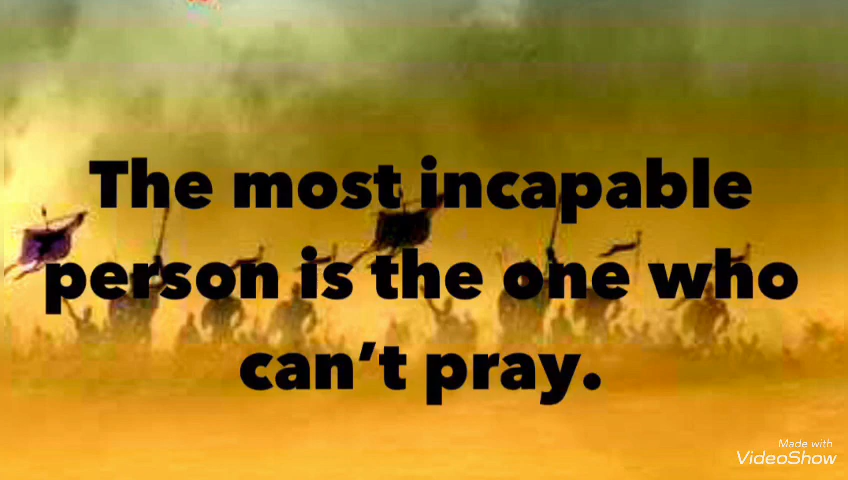 The most incapable
person is the one who
can’t pray.
Made with
VideoShow